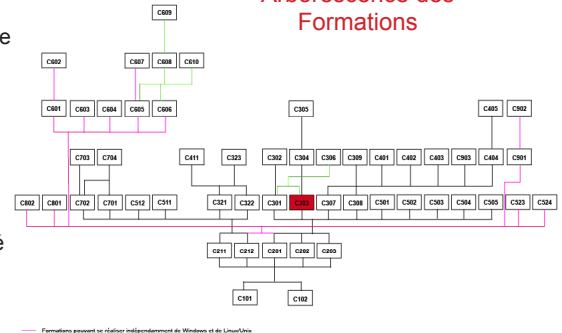 Arborescence des
Formations
e
é
C609
C602 C607 C608 C610
C601 C603 C604 C605 C606 C305 C405 C902
C703 C704 C411 C323 C302 C304 C306 C309 C401 C402 C403 C903 C404 C901
C802 C801 C702 C701 C512 C511 C321 C322 C301 C303 C307 C308 C501 C502 C503 C504 C505 C523 C524
C211 C212 C201 C202 C203
C101 C102
Formations pouvant se réaliser indépendamment de Windows et de Linux/Unix